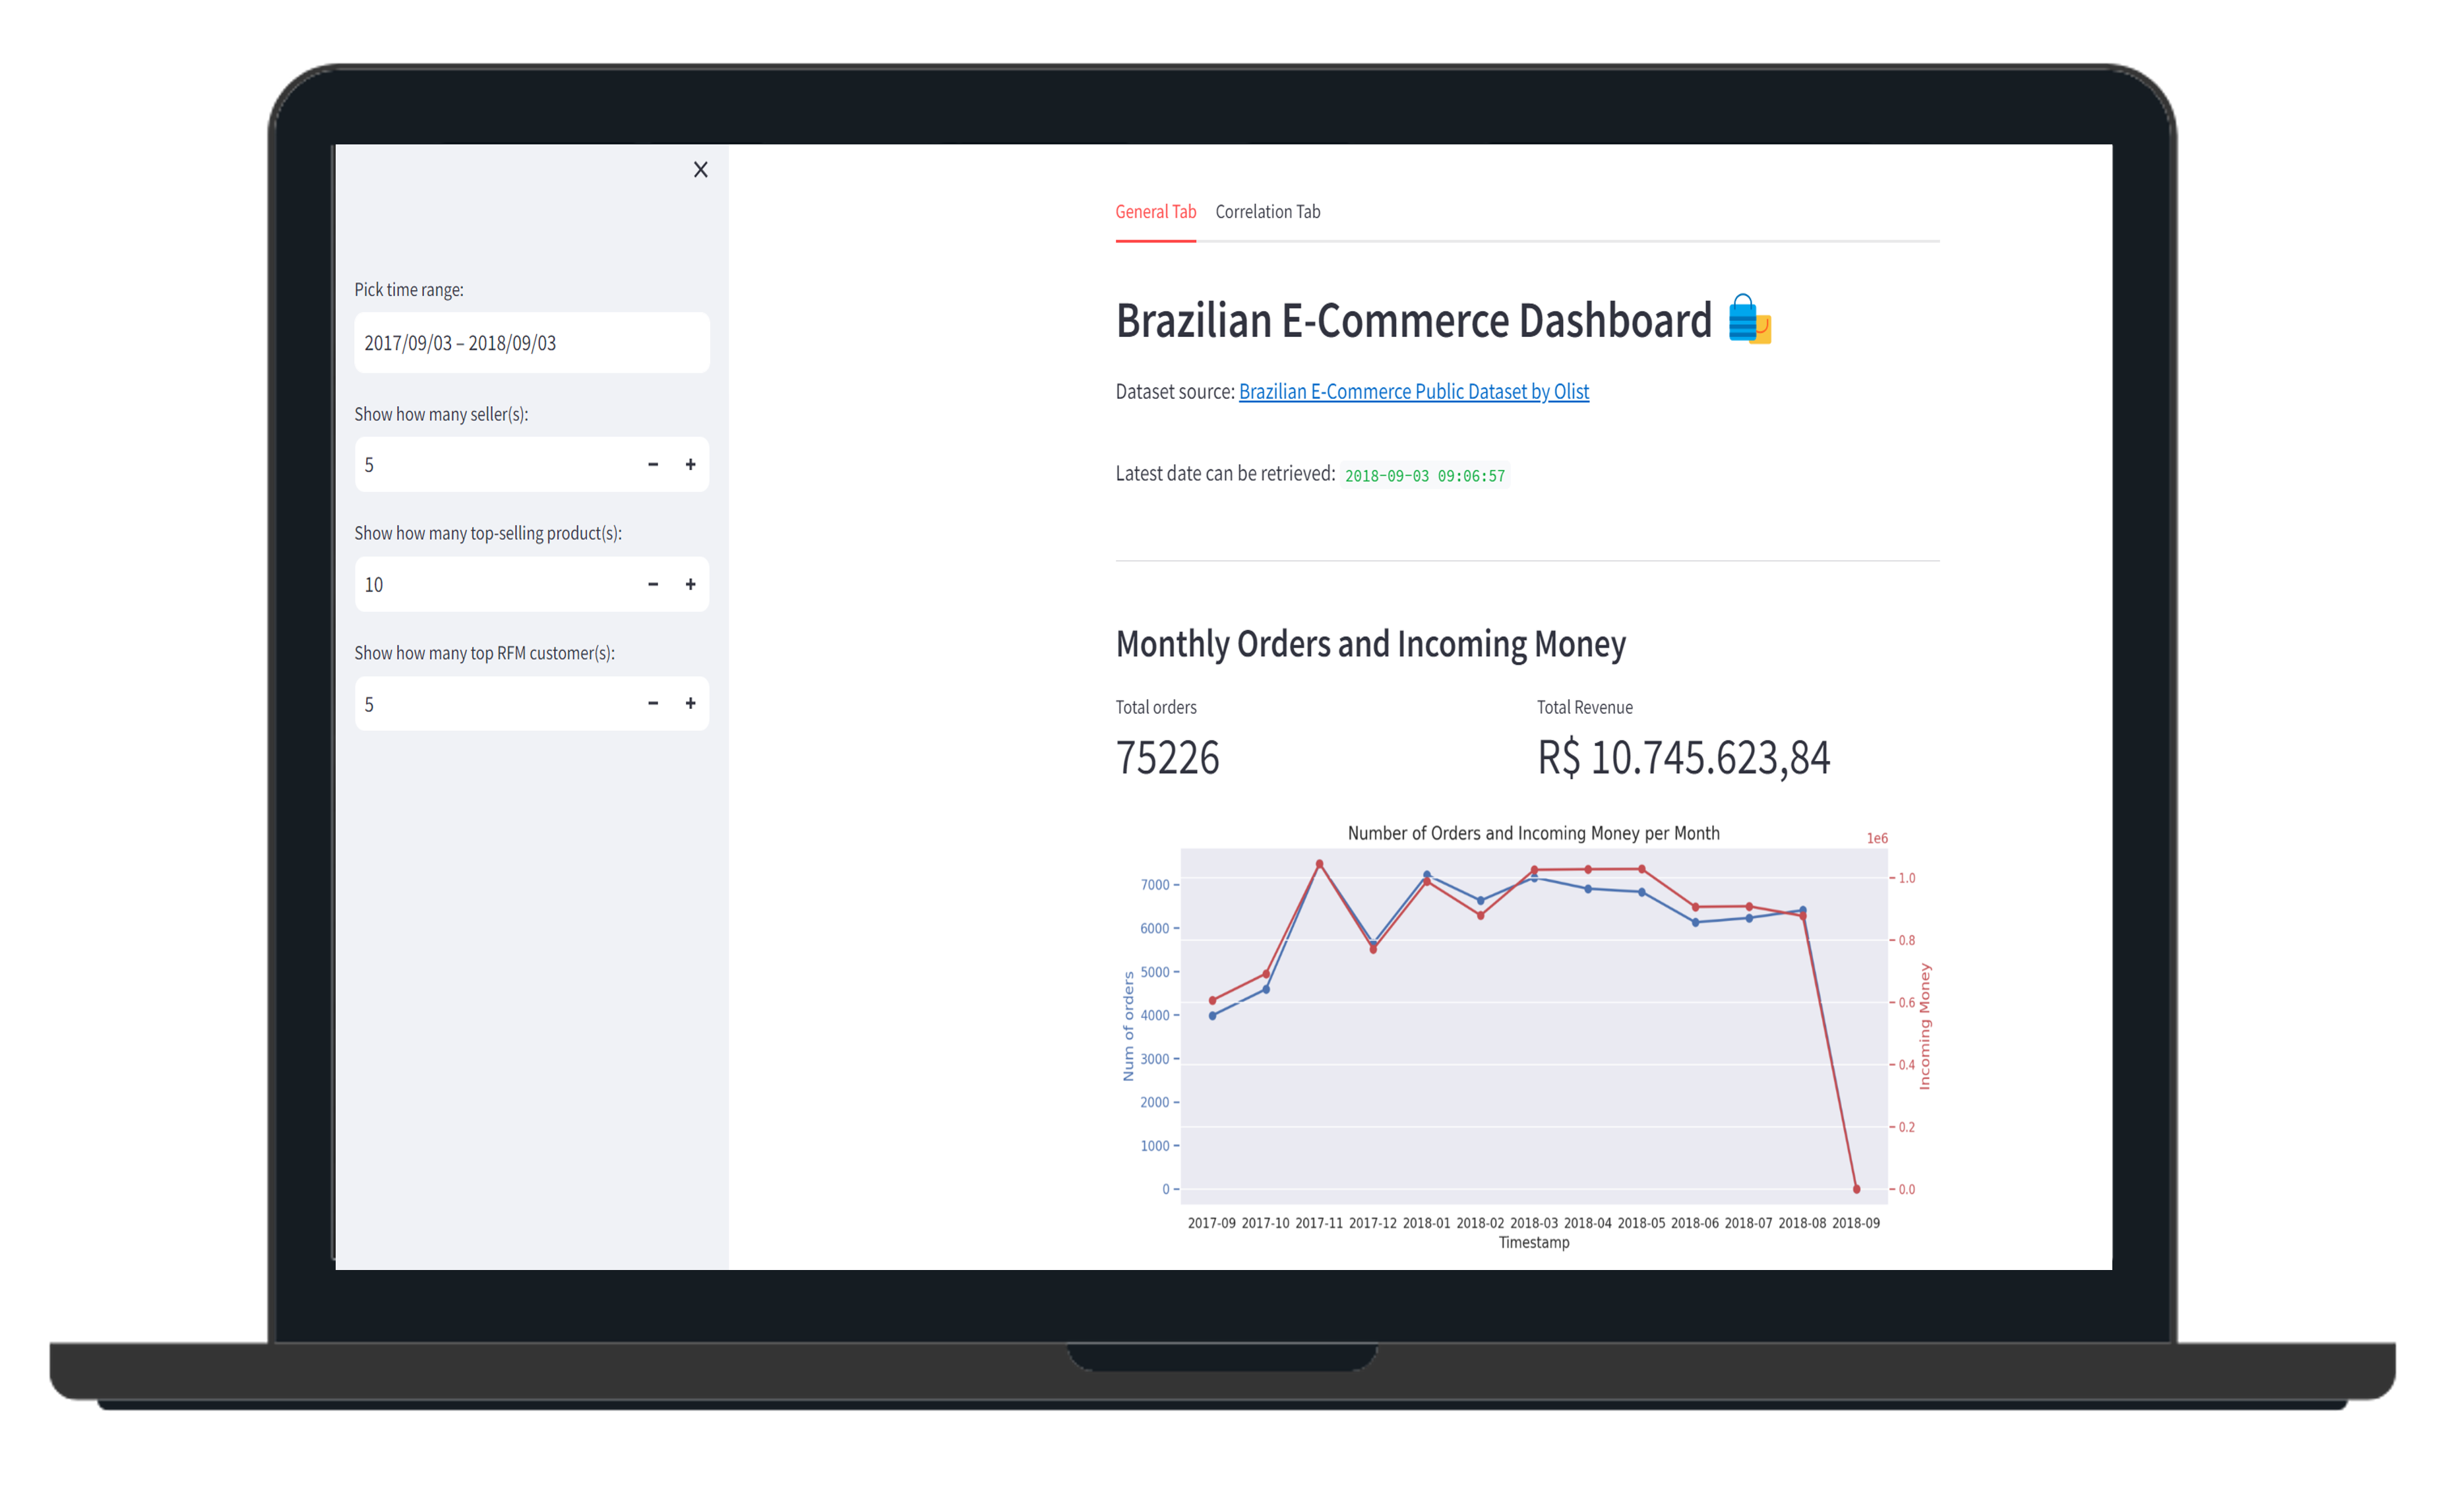 Pick time range:
2017/09/03 – 2018/09/03
Show how many seller(s):
5
Show how many top-selling product(s):
10
Show how many top RFM customer(s):
5
General Tab Correlation Tab
Brazilian E-Commerce Dashboard
Dataset source: Brazilian E-Commerce Public Dataset by Olist
Latest date can be retrieved: 2018-09-03 09:06:57
Monthly Orders and Incoming Money
Total orders
75226
Total Revenue
R$ 10.745.623,84
Number of Orders and Incoming Money per Month
1e6
Num of orders
7000
6000
5000
4000
3000
2000
1000
0
1.0
0.8
0.6
0.4
0.2
0.0
Incoming Money
2017-09 2017-10 2017-11 2017-12 2018-01 2018-02 2018-03 2018-04 2018-05 2018-06 2018-07 2018-08 2018-09
Timestamp